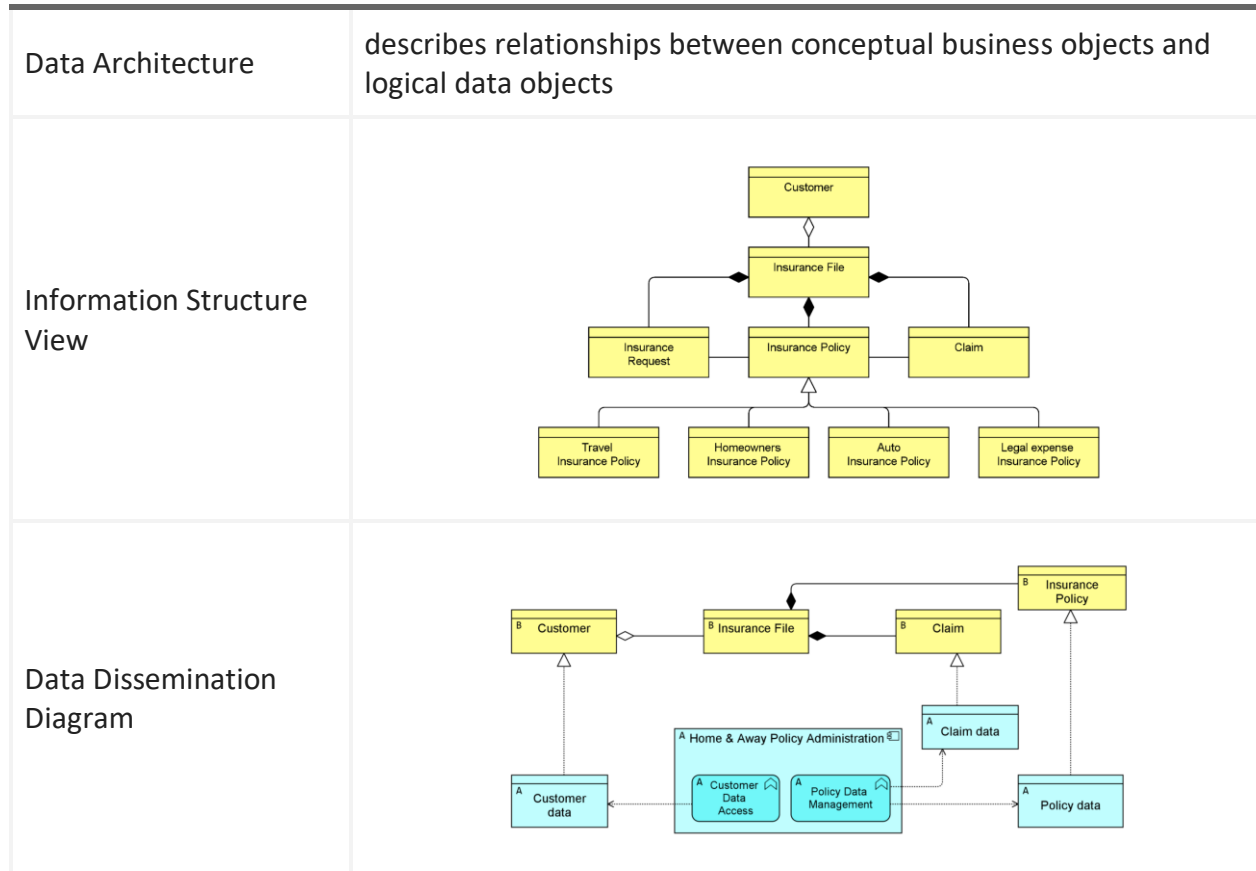 Data Architecture
describes relationships between conceptual business objects and
logical data objects
Information Structure
View
Customer
Insurance File
Insurance
Request
Insurance Policy
Claim
Travel
Insurance Policy
Homeowners
Insurance Policy
Auto
Insurance Policy
Legal expense
Insurance Policy
Data Dissemination
Diagram
B
Insurance
Policy
B
Customer
B
Insurance File
B
Claim
A
Claim data
A
Home & Away Policy Administration
A
Customer
Data
Access
A
Policy Data
Management
A
Customer
data
A
Policy data